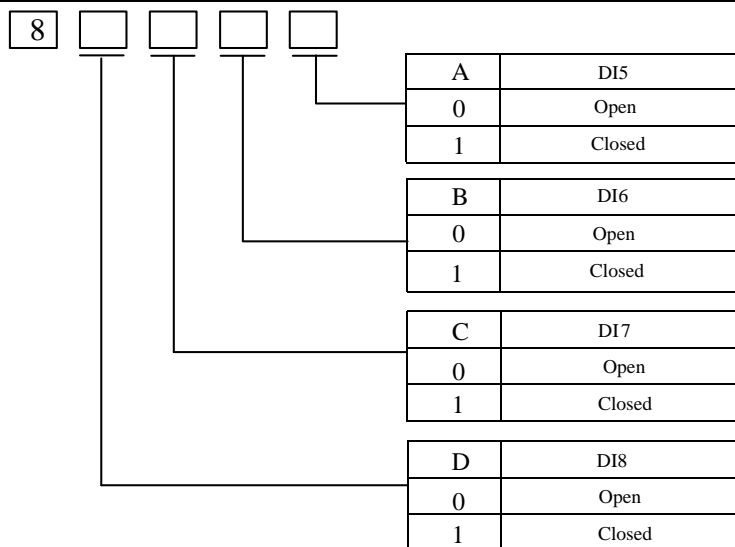 8
A DI5
0 Open
1 Closed
B DI6
0 Open
1 Closed
C DI7
0 Open
1 Closed
D DI8
0 Open
1 Closed